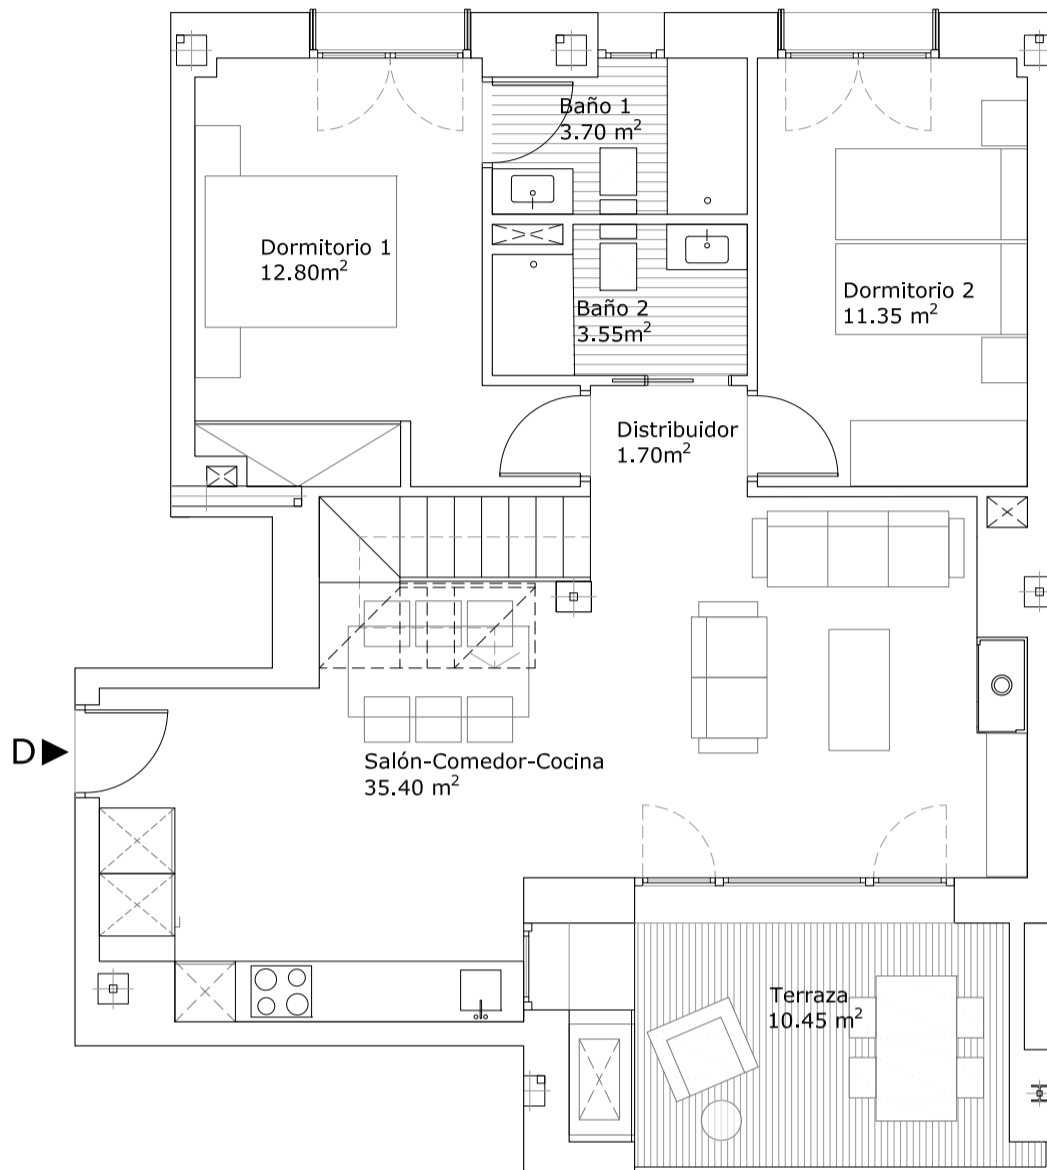 Baño 1
3.70 m²
Dormitorio 1
12.80m²
Dormitorio 2
11.35 m²
Baño 2
3.55m²
Distribuidor
1.70m²
D
Salón-Comedor-Cocina
35.40 m²
Terraza
10.45 m²